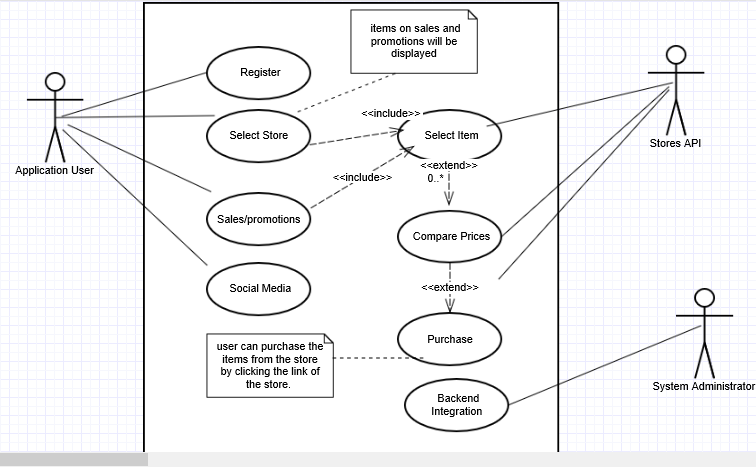 items on sales and
promotions will be
displayed
Register
<<include>>
Select Store
Select Item
Stores API
<<extend>>
Application User
<<include>>
0..*
Sales/promotions
Compare Prices
Social Media
<<extend>>
user can purchase the
items from the store
by clicking the link of
the store.
Purchase
System Administrator
Backend
Integration